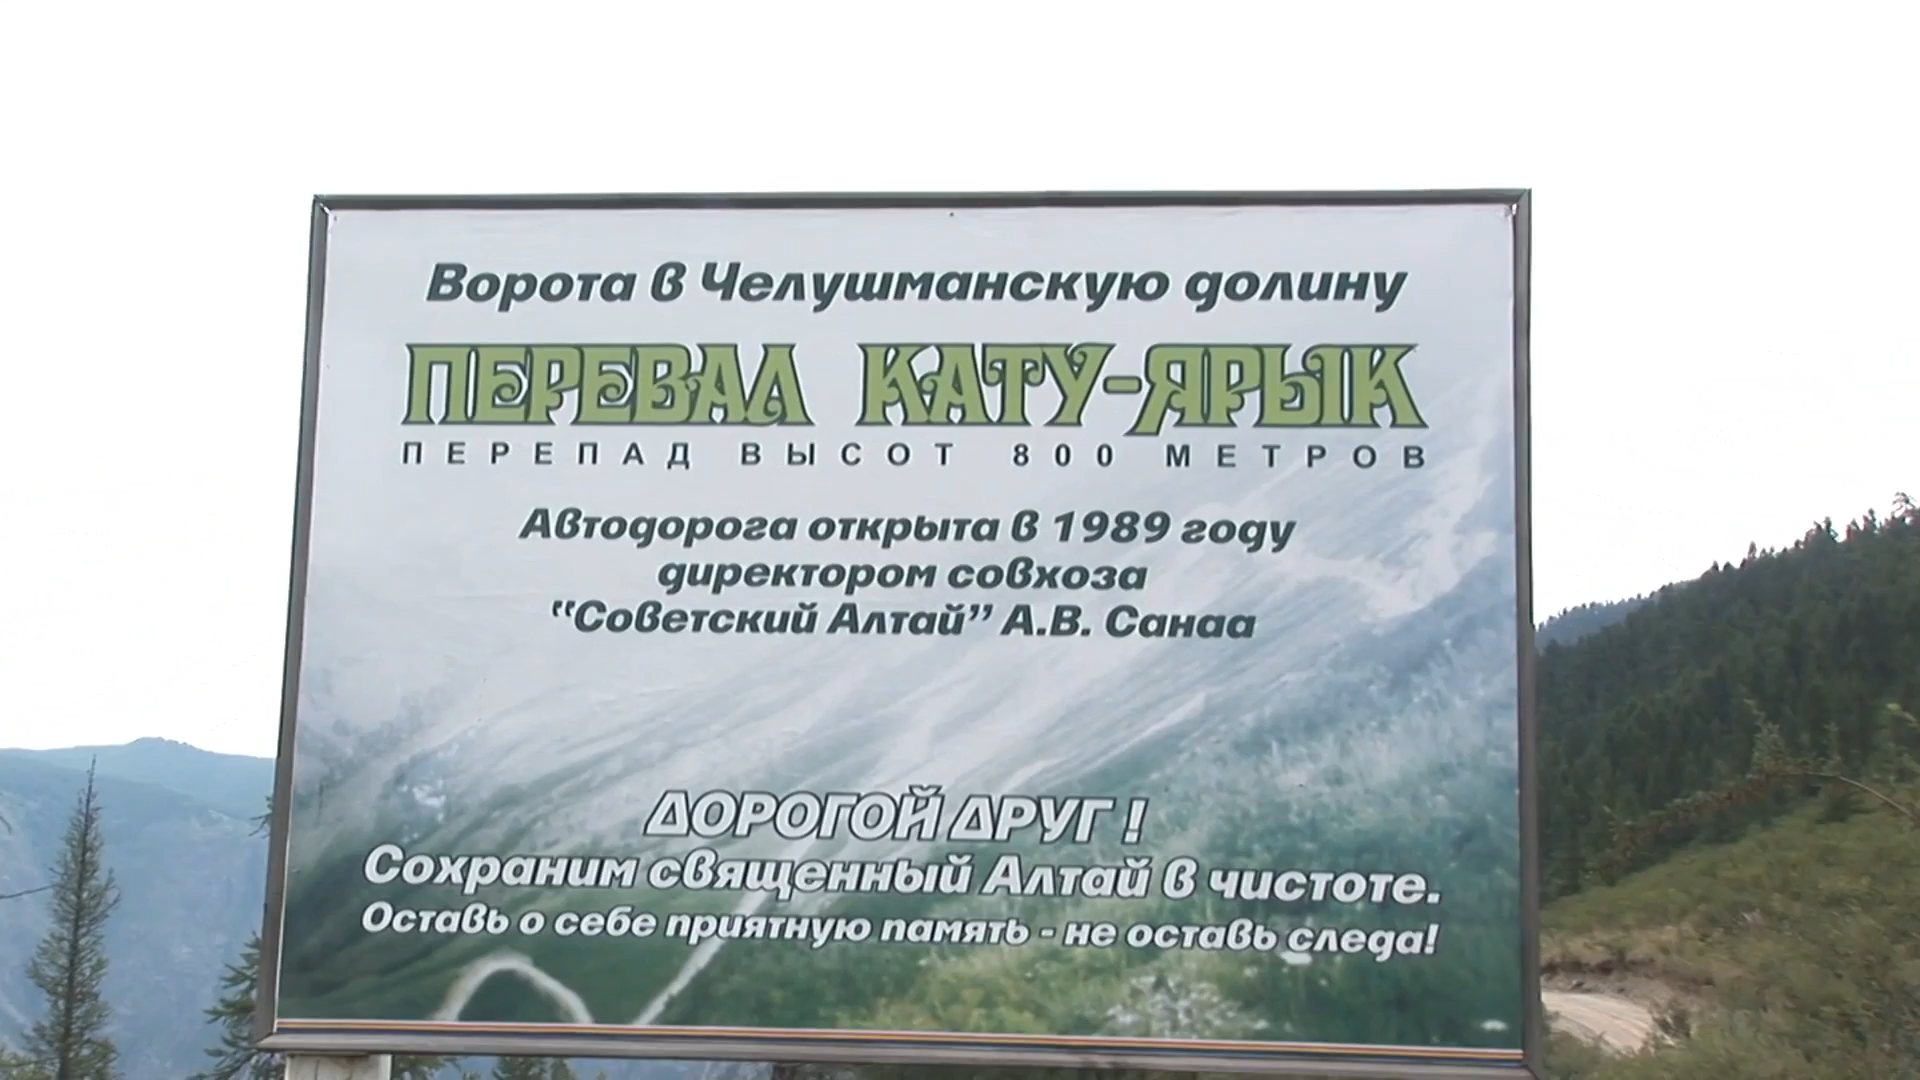 Ворота в Челушманскую долину
ПЕРЕВАЛ КАТУ-ЯРЫК
ПЕРЕПАД ВЫСОТ 800 МЕТРОВ
Автодорога открыта в 1989 году
директором совхоза
“Советский Алтай” А.В. Санаа
ДОРОГОЙ ДРУГ !
Сохраним священный Алтай в чистоте.
Оставь о себе приятную память - не оставь следа!